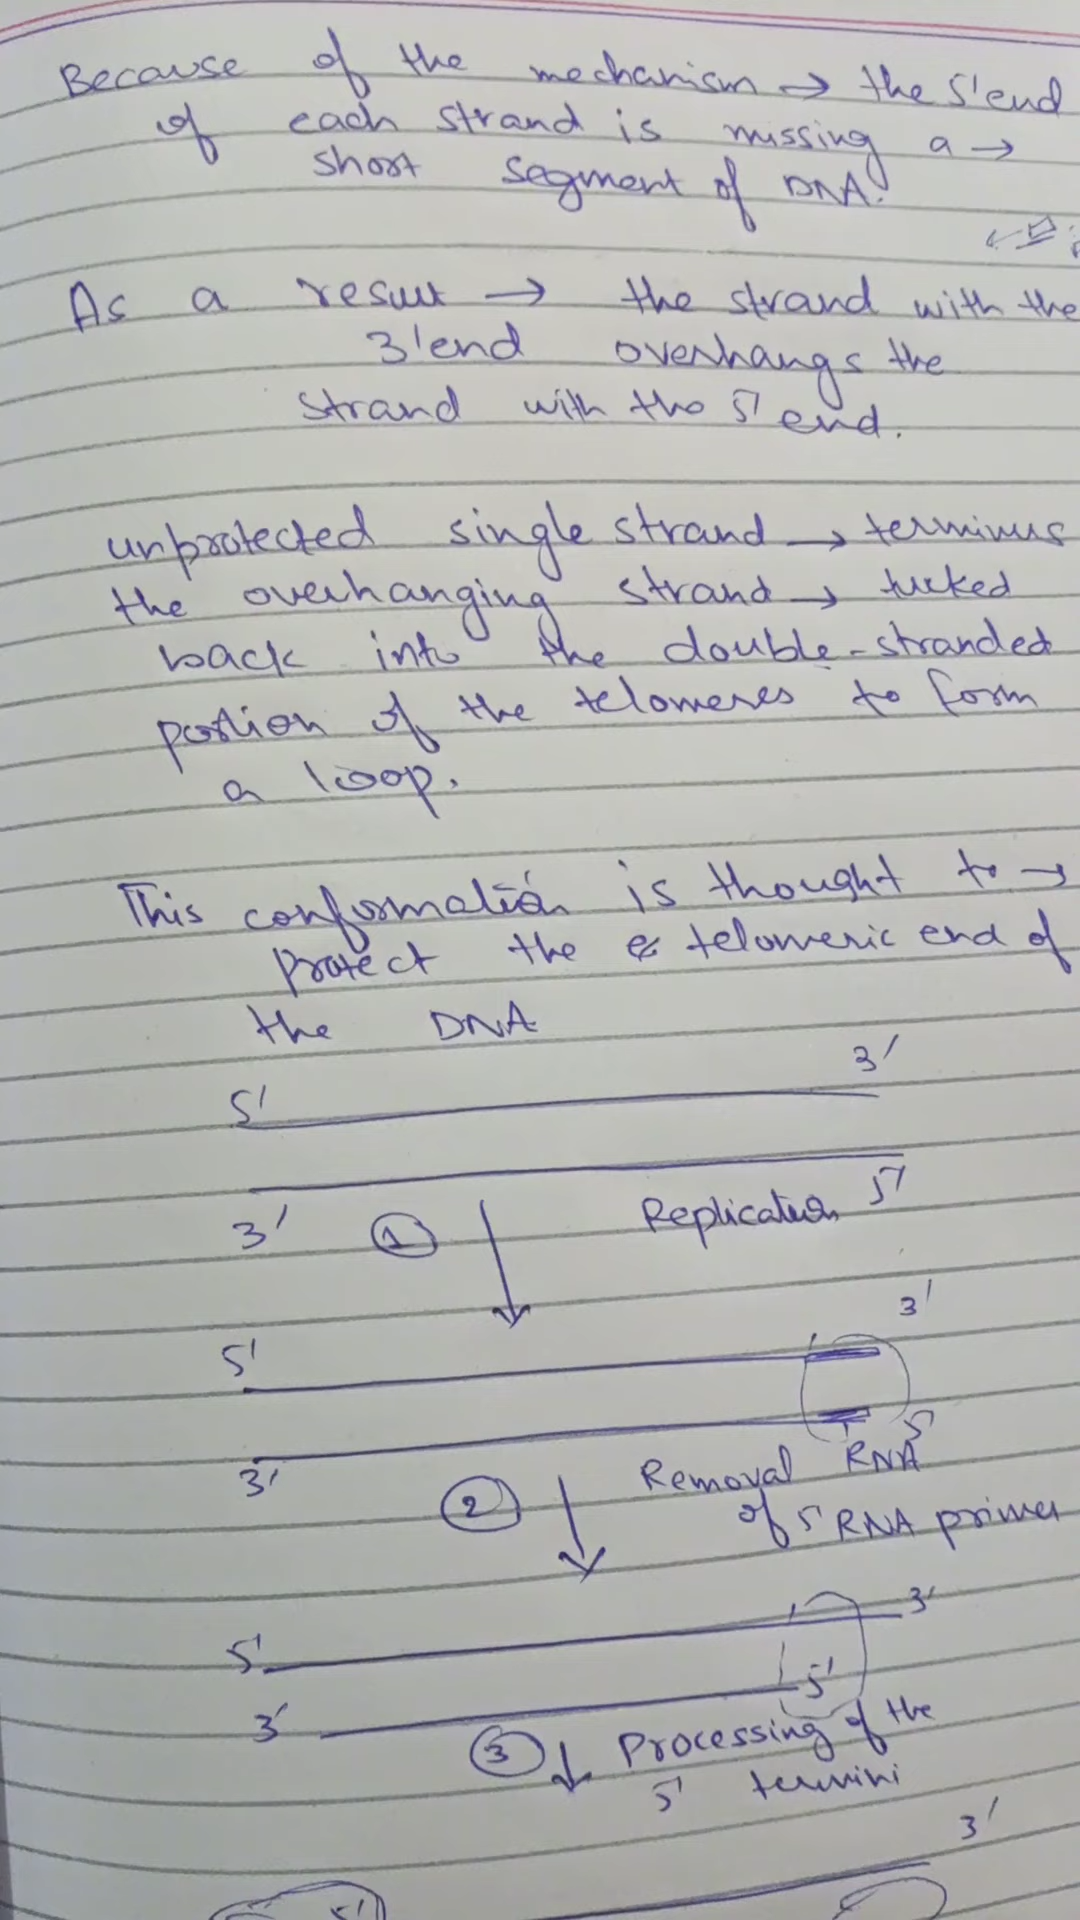 Because of the mechanism → the 5'end
of each strand is missing a →
short segment of DNA.
As a result → the strand with the
3'end overhangs the
strand with the 5' end.
unprotected single strand → terminus
the overhanging strand → tucked
back into the double-stranded
portion of the telomeres to form
a loop.
This conformation is thought to →
protect the telomeric end of
the DNA
3'
5'
5'
3' ① Replication
3'
5'
5'
3' RNA
② Removal
of 5' RNA primer
3'
5'
5'
3'
③ Processing of the
5' termini
3'
5'